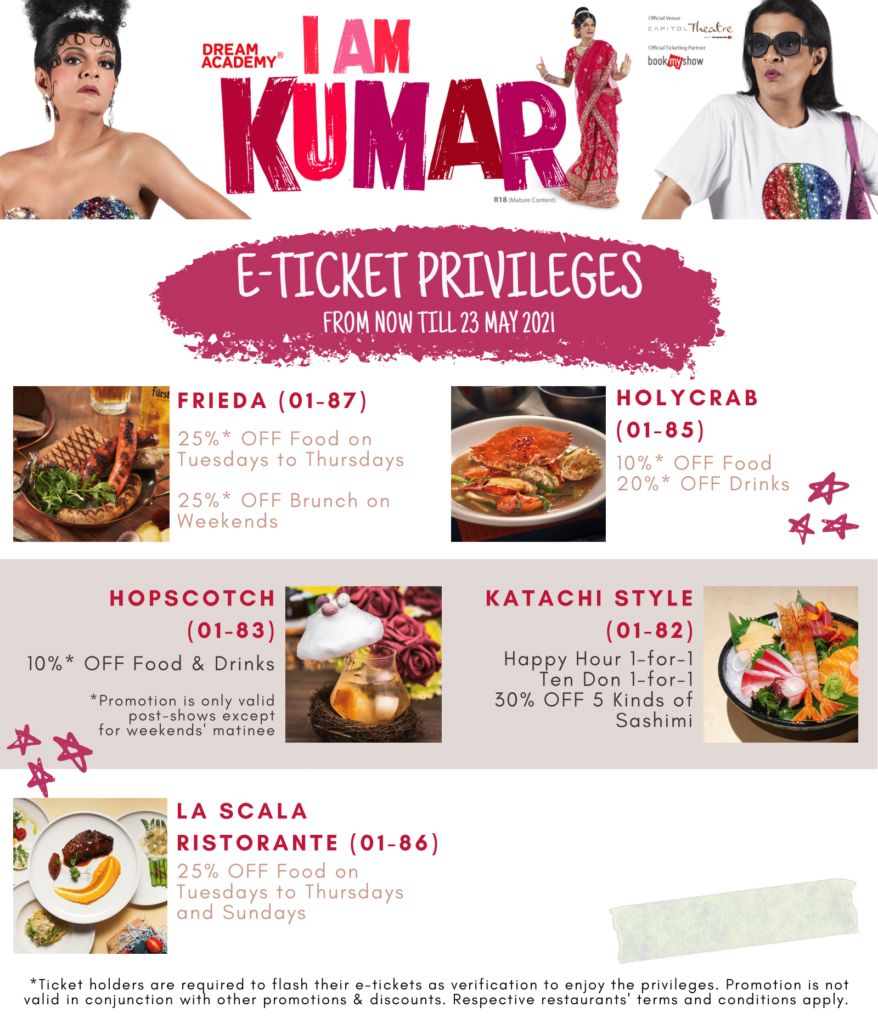 DREAM
ACADEMY®
I AM
KUMAR
Official Venue
CAPITOL Theatre
Official Ticketing Partner
bookmyshow
R18 (Mature Content)
E-TICKET PRIVILEGES
FROM NOW TILL 23 MAY 2021
Fürst
FRIEDA (01-87)
25%* OFF Food on
Tuesdays to Thursdays
25%* OFF Brunch on
Weekends
HOLYCRAB
(01-85)
10%* OFF Food
20%* OFF Drinks
HOPSCOTCH
(01-83)
10%* OFF Food & Drinks
*Promotion is only valid
post-shows except
for weekends' matinee
KATACHI STYLE
(01-82)
Happy Hour 1-for-1
Ten Don 1-for-1
30% OFF 5 Kinds of
Sashimi
LA SCALA
RISTORANTE (01-86)
25% OFF Food on
Tuesdays to Thursdays
and Sundays
*Ticket holders are required to flash their e-tickets as verification to enjoy the privileges. Promotion is not
valid in conjunction with other promotions & discounts. Respective restaurants' terms and conditions apply.